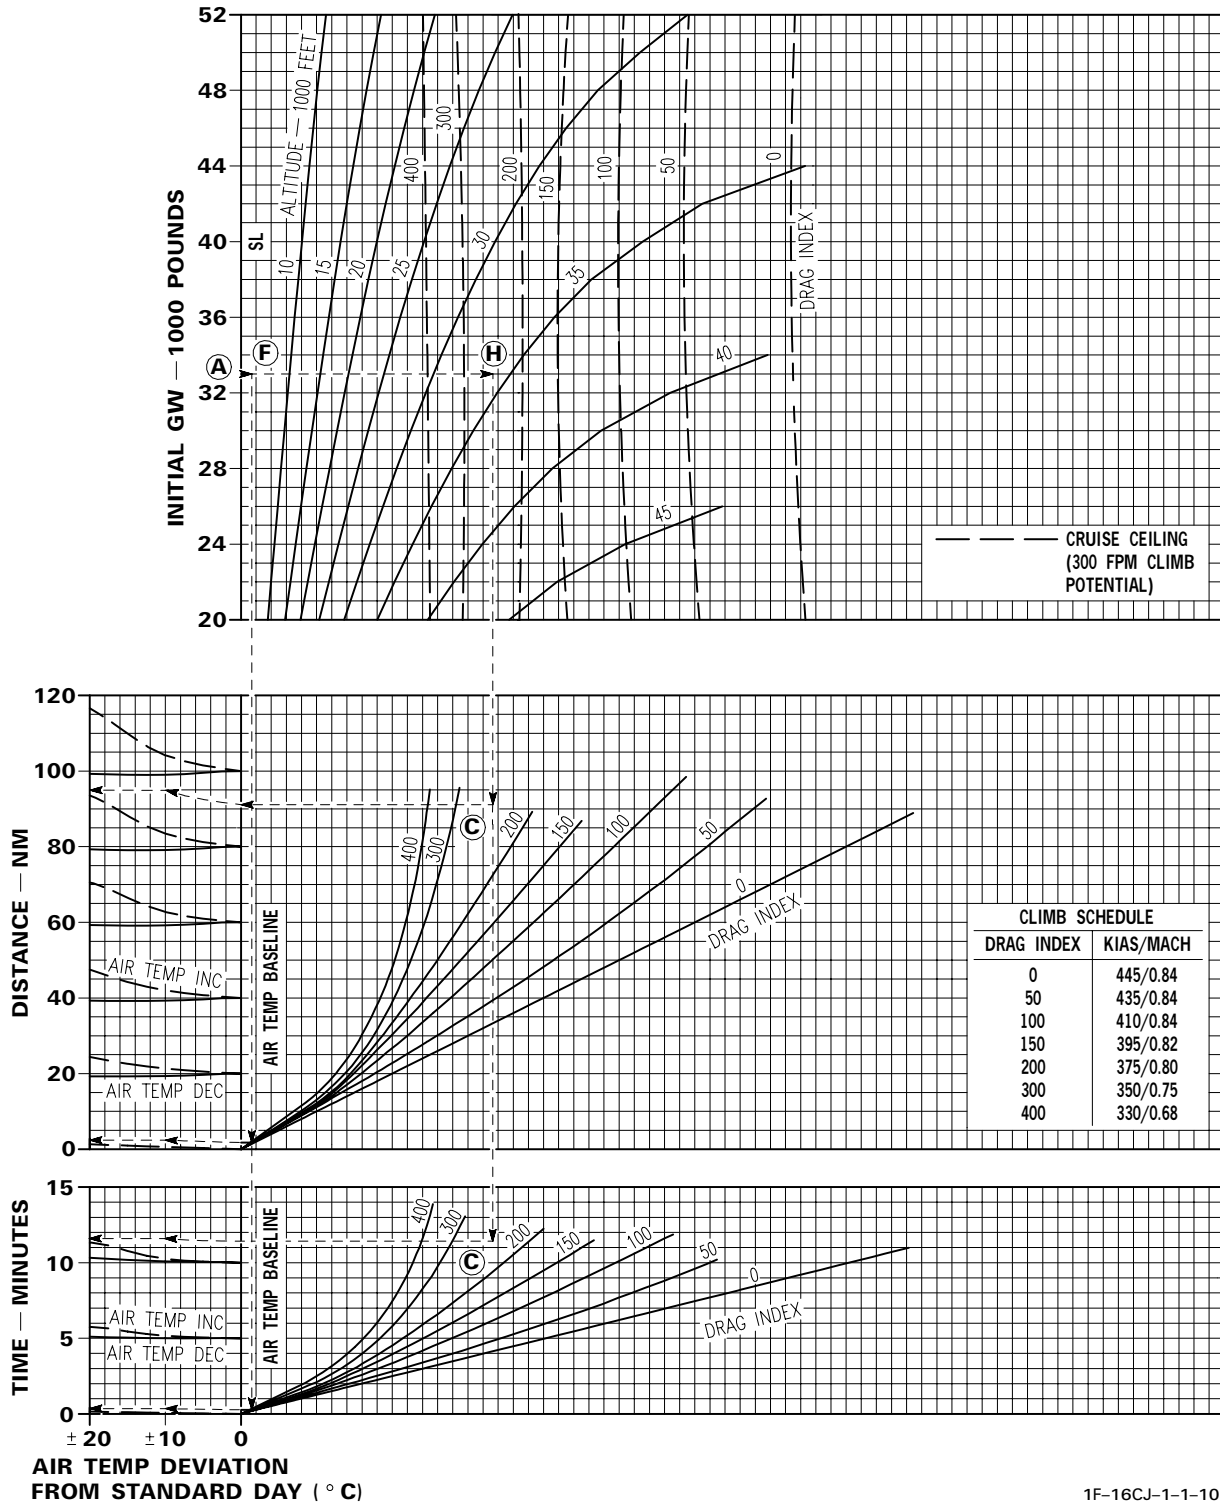 52
48
44
40
36
32
28
24
20
INITIAL GW — 1000 POUNDS
ALTITUDE — 1000 FEET
SL
10
15
20
25
30
35
40
45
400
300
200
150
100
50
0
DRAG INDEX
A
F
H
CRUISE CEILING
(300 FPM CLIMB
POTENTIAL)
120
100
80
60
40
20
0
DISTANCE — NM
AIR TEMP INC
AIR TEMP DEC
AIR TEMP BASELINE
400
300
C
200
150
100
50
0
DRAG INDEX
CLIMB SCHEDULE
DRAG INDEX KIAS/MACH
0 445/0.84
50 435/0.84
100 410/0.84
150 395/0.82
200 375/0.80
300 350/0.75
400 330/0.68
15
10
5
0
TIME — MINUTES
AIR TEMP INC
AIR TEMP DEC
AIR TEMP BASELINE
400
300
C
200
150
100
50
0
DRAG INDEX
±20 ±10 0
AIR TEMP DEVIATION
FROM STANDARD DAY (°C)
1F–16CJ–1–1–10